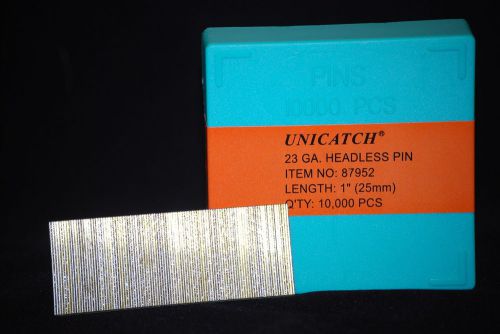 PINS
10000 PCS
UNICATCH®
23 GA. HEADLESS PIN
ITEM NO: 87952
LENGTH: 1" (25mm)
Q'TY: 10,000 PCS